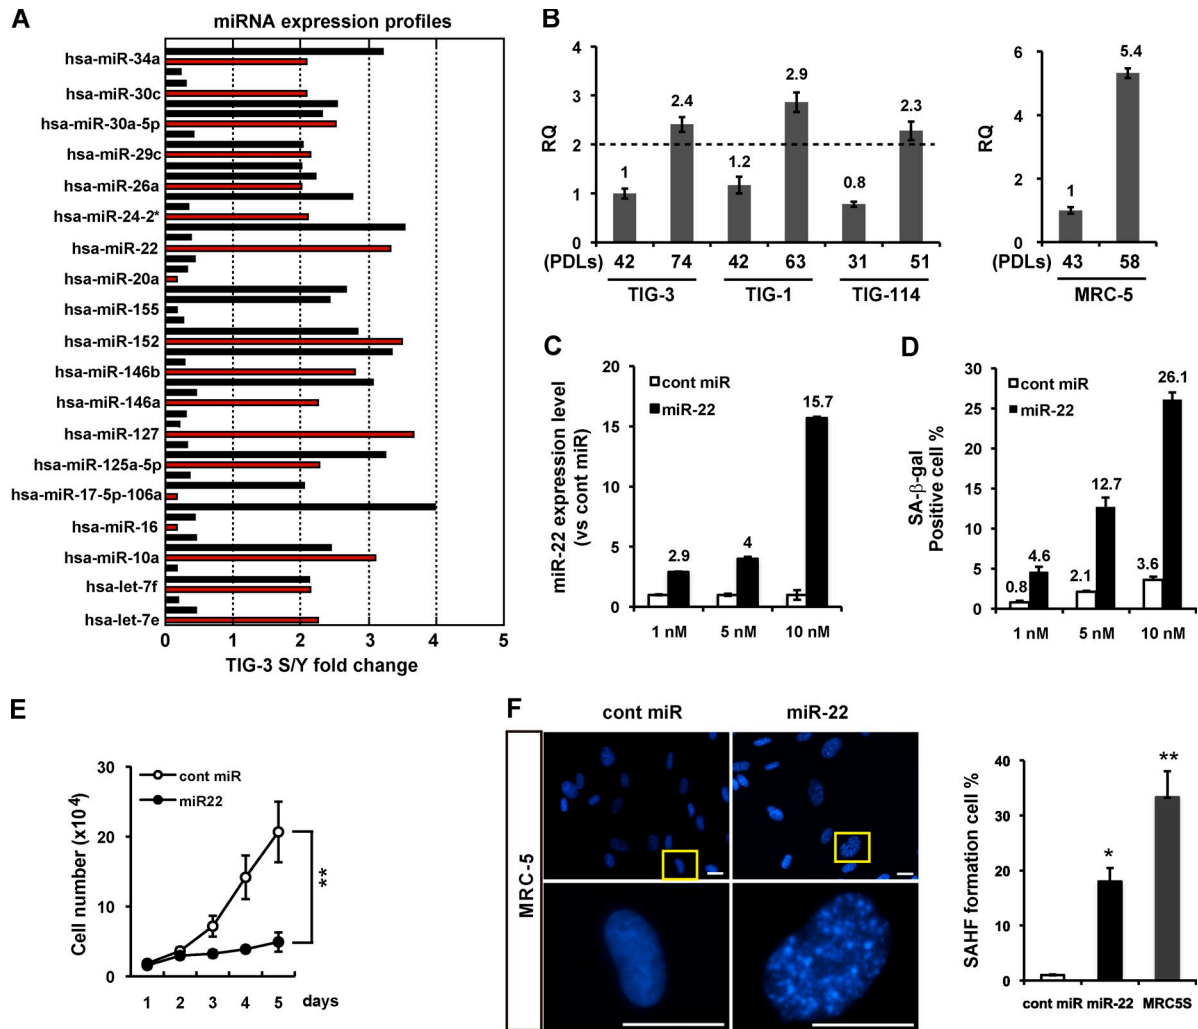 A
miRNA expression profiles
hsa-miR-34a
hsa-miR-30c
hsa-miR-30a-5p
hsa-miR-29c
hsa-miR-26a
hsa-miR-24-2*
hsa-miR-22
hsa-miR-20a
hsa-miR-155
hsa-miR-152
hsa-miR-146b
hsa-miR-146a
hsa-miR-127
hsa-miR-125a-5p
hsa-miR-17-5p-106a
hsa-miR-16
hsa-miR-10a
hsa-let-7f
hsa-let-7e
0 1 2 3 4 5
TIG-3 S/Y fold change
B
RQ
4
3
2
1
0
1 2.4 1.2 2.9 0.8 2.3
(PDLs) 42 74 42 63 31 51
TIG-3 TIG-1 TIG-114
RQ
6
4
2
0
1 5.4
(PDLs) 43 58
MRC-5
C
miR-22 expression level
(vs cont miR)
20
15
10
5
0
cont miR
miR-22
2.9 4 15.7
1 nM 5 nM 10 nM
D
SA-β-gal
Positive cell %
30
25
20
15
10
5
0
cont miR
miR-22
0.8 4.6 2.1 12.7 3.6 26.1
1 nM 5 nM 10 nM
E
Cell number (x10⁴)
30
20
10
0
cont miR
miR22
**
1 2 3 4 5 days
F
cont miR miR-22
MRC-5
SAHF formation cell %
40
30
20
10
0
*
**
cont miR miR-22 MRC5S